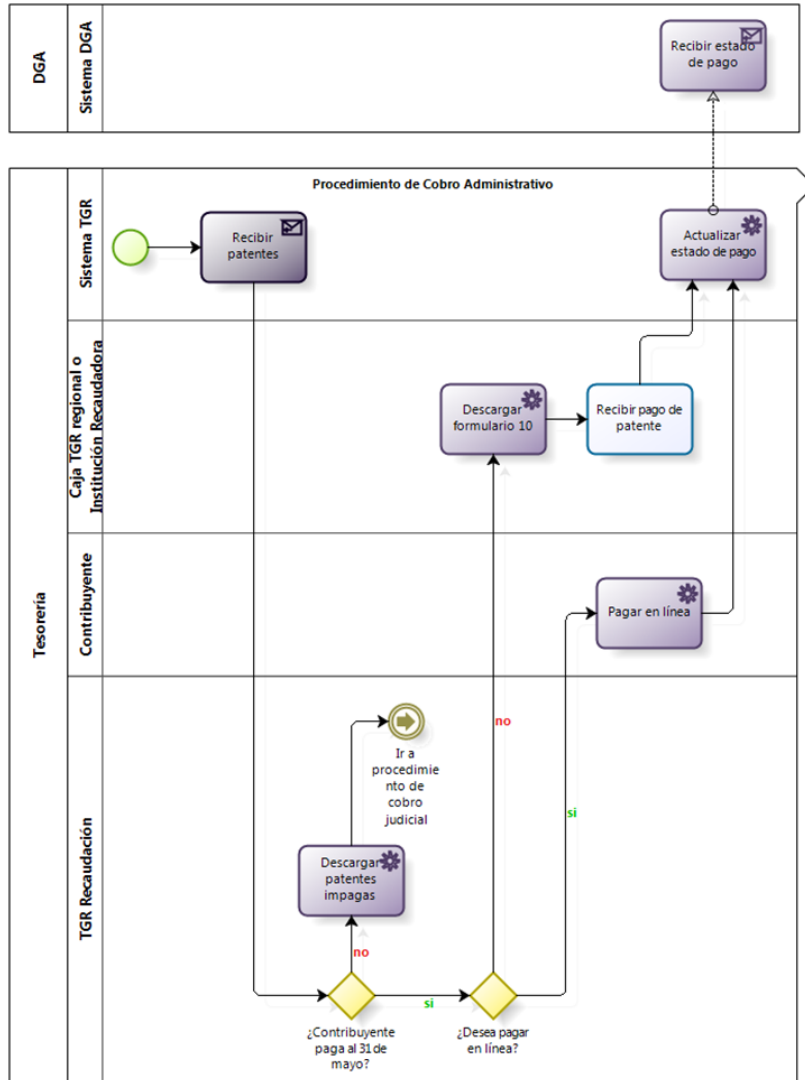 DGA
Sistema DGA
Recibir estado
de pago
Tesorería
Procedimiento de Cobro Administrativo
Sistema TGR
Recibir
patentes
Actualizar
estado de pago
Caja TGR regional o
Institución Recaudadora
Descargar
formulario 10
Recibir pago de
patente
Contribuyente
Pagar en línea
TGR Recaudación
Ir a
procedimie
nto de
cobro
judicial
no
si
Descargar
patentes
impagas
no
si
¿Contribuyente
paga al 31 de
mayo?
¿Desea pagar
en línea?